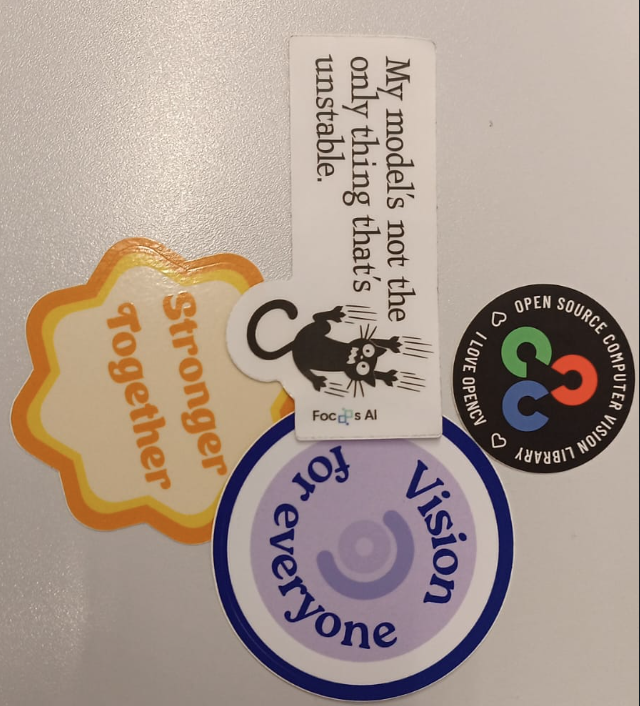 My model's not the
only thing that's
unstable.
Focos AI
OPEN SOURCE COMPUTER VISION LIBRARY
I LOVE OPENCV
Stronger
Together
Vision
for everyone